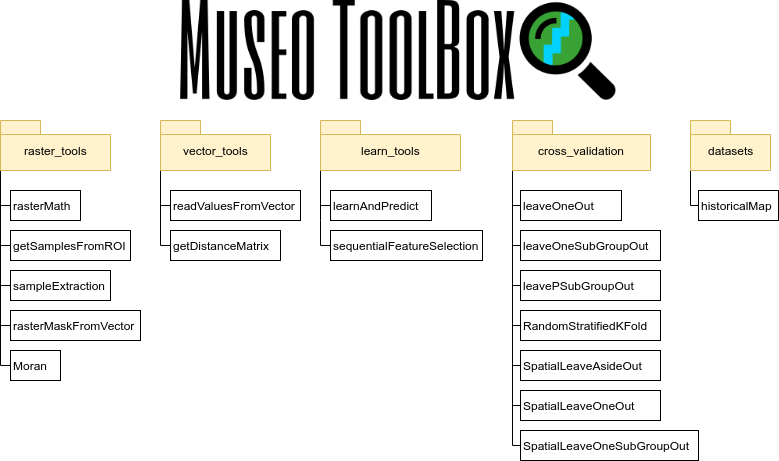 Museo ToolBox
raster_tools
rasterMath
getSamplesFromROI
sampleExtraction
rasterMaskFromVector
Moran
vector_tools
readValuesFromVector
getDistanceMatrix
learn_tools
learnAndPredict
sequentialFeatureSelection
cross_validation
leaveOneOut
leaveOneSubGroupOut
leavePSubGroupOut
RandomStratifiedKFold
SpatialLeaveAsideOut
SpatialLeaveOneOut
SpatialLeaveOneSubGroupOut
datasets
historicalMap